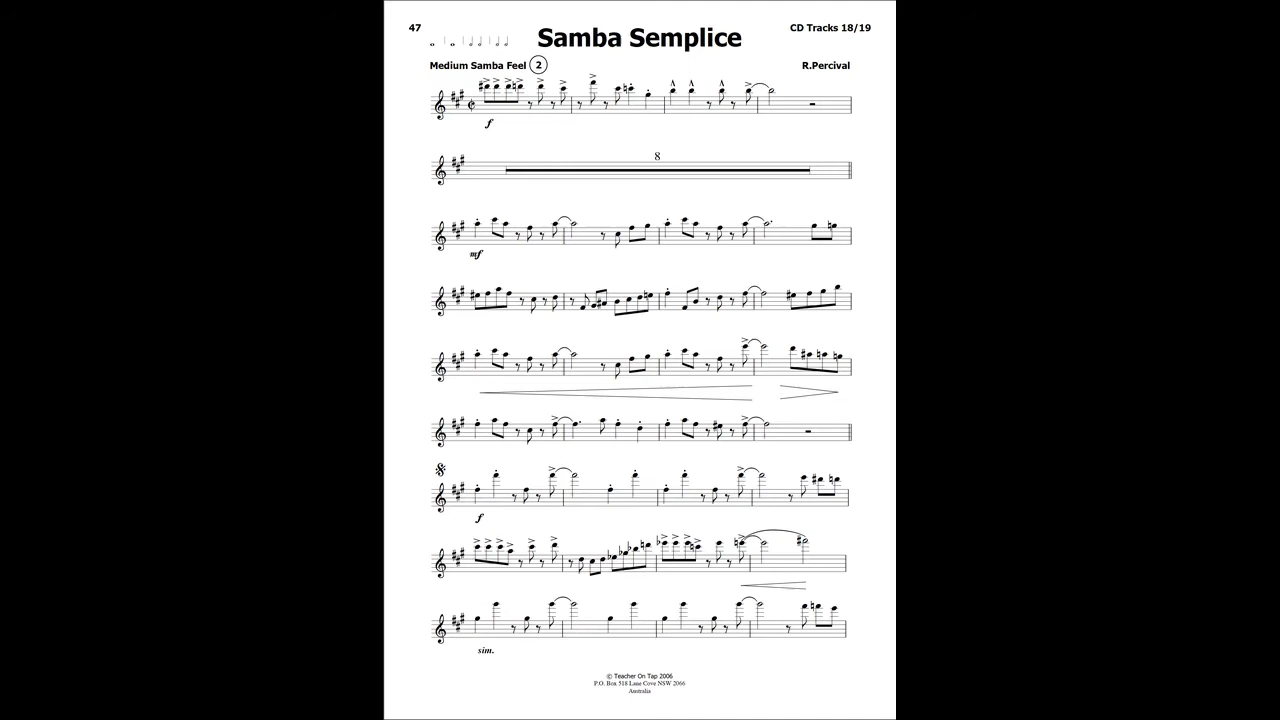 47
Samba Semplice
CD Tracks 18/19
Medium Samba Feel 2
R.Percival
f
8
mf
f
sim.
© Teacher On Tap 2006
P.O. Box 518 Lane Cove NSW 2066
Australia